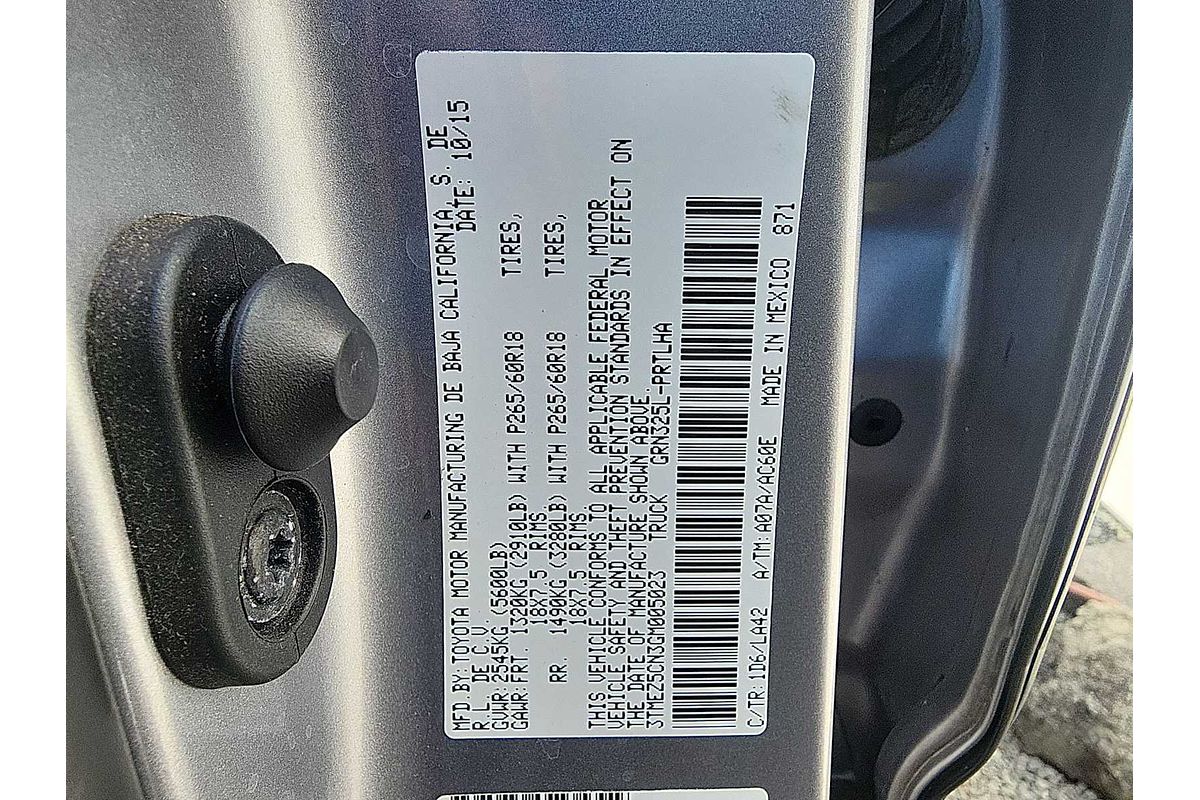 MFD.BY:TOYOTA MOTOR MANUFACTURING DE BAJA CALIFORNIA, S. DE
R.L. DE C.V. DATE: 10/15
GVWR:2545KG (5600LB)
GAWR:FRT. 1320KG (2910LB) WITH P265/60R18 TIRES,
18X7.5 RIMS,
RR. 1490KG (3280LB) WITH P265/60R18 TIRES,
18X7.5 RIMS.
THIS VEHICLE CONFORMS TO ALL APPLICABLE FEDERAL MOTOR
VEHICLE SAFETY AND THEFT PREVENTION STANDARDS IN EFFECT ON
THE DATE OF MANUFACTURE SHOWN ABOVE.
3TMEZ5CN3GM005023 TRUCK GRN325L-PRTLHA
C/TR:1D6/LA42 A/TM:A07A/AC60E MADE IN MEXICO 871